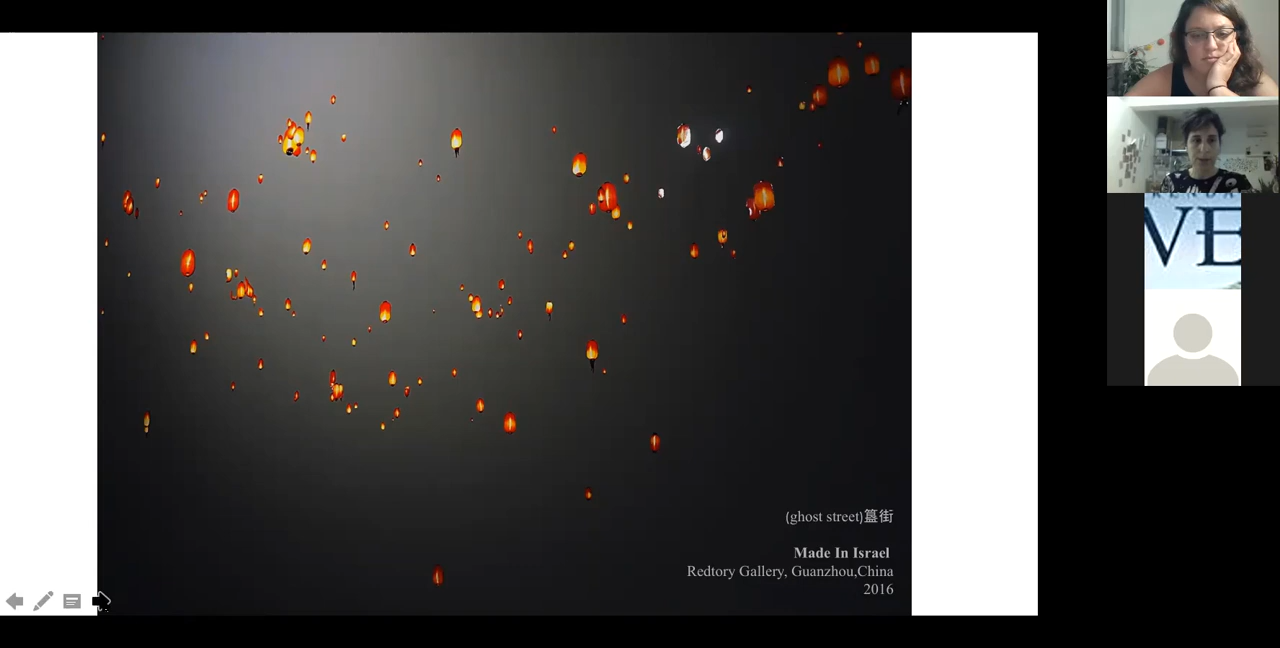 (ghost street)簋街
Made In Israel
Redtory Gallery, Guanzhou,China
2016
VE